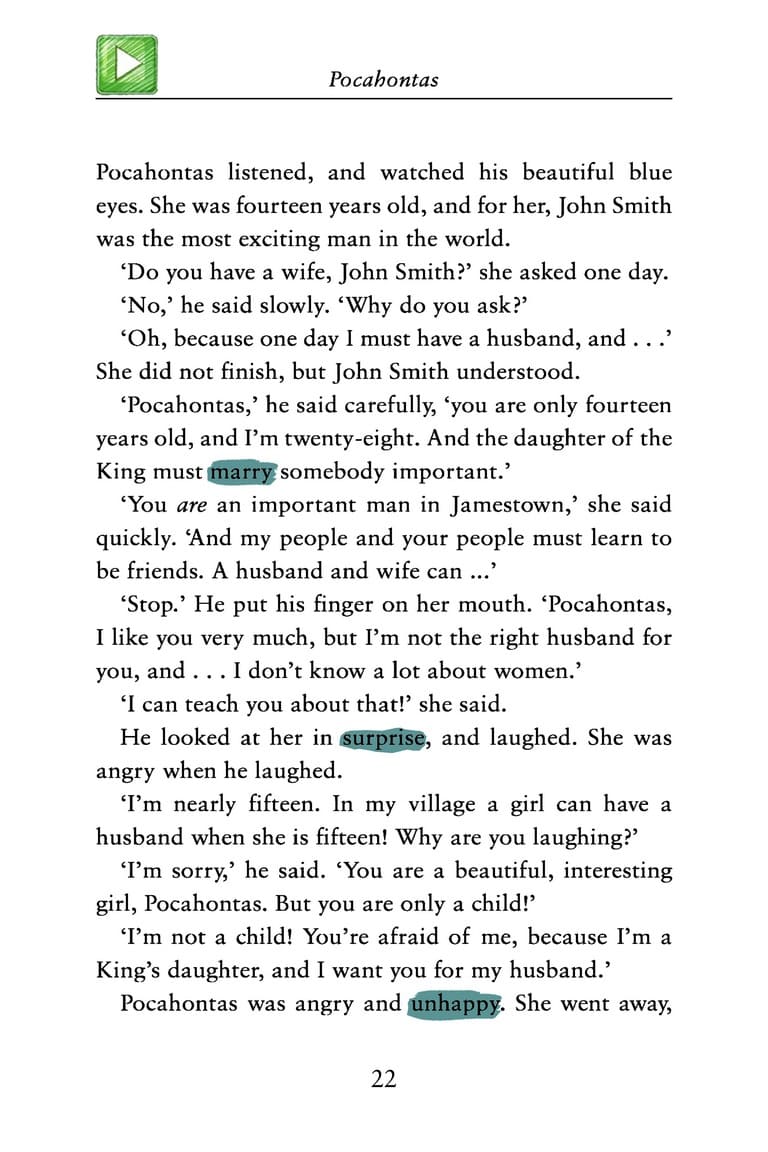 Pocahontas
Pocahontas listened, and watched his beautiful blue
eyes. She was fourteen years old, and for her, John Smith
was the most exciting man in the world.
‘Do you have a wife, John Smith?’ she asked one day.
‘No,’ he said slowly. ‘Why do you ask?’
‘Oh, because one day I must have a husband, and . . .’
She did not finish, but John Smith understood.
‘Pocahontas,’ he said carefully, ‘you are only fourteen
years old, and I’m twenty-eight. And the daughter of the
King must marry somebody important.’
‘You are an important man in Jamestown,’ she said
quickly. ‘And my people and your people must learn to
be friends. A husband and wife can ...’
‘Stop.’ He put his finger on her mouth. ‘Pocahontas,
I like you very much, but I’m not the right husband for
you, and . . . I don’t know a lot about women.’
‘I can teach you about that!’ she said.
He looked at her in surprise, and laughed. She was
angry when he laughed.
‘I’m nearly fifteen. In my village a girl can have a
husband when she is fifteen! Why are you laughing?’
‘I’m sorry,’ he said. ‘You are a beautiful, interesting
girl, Pocahontas. But you are only a child!’
‘I’m not a child! You’re afraid of me, because I’m a
King’s daughter, and I want you for my husband.’
Pocahontas was angry and unhappy. She went away,
22